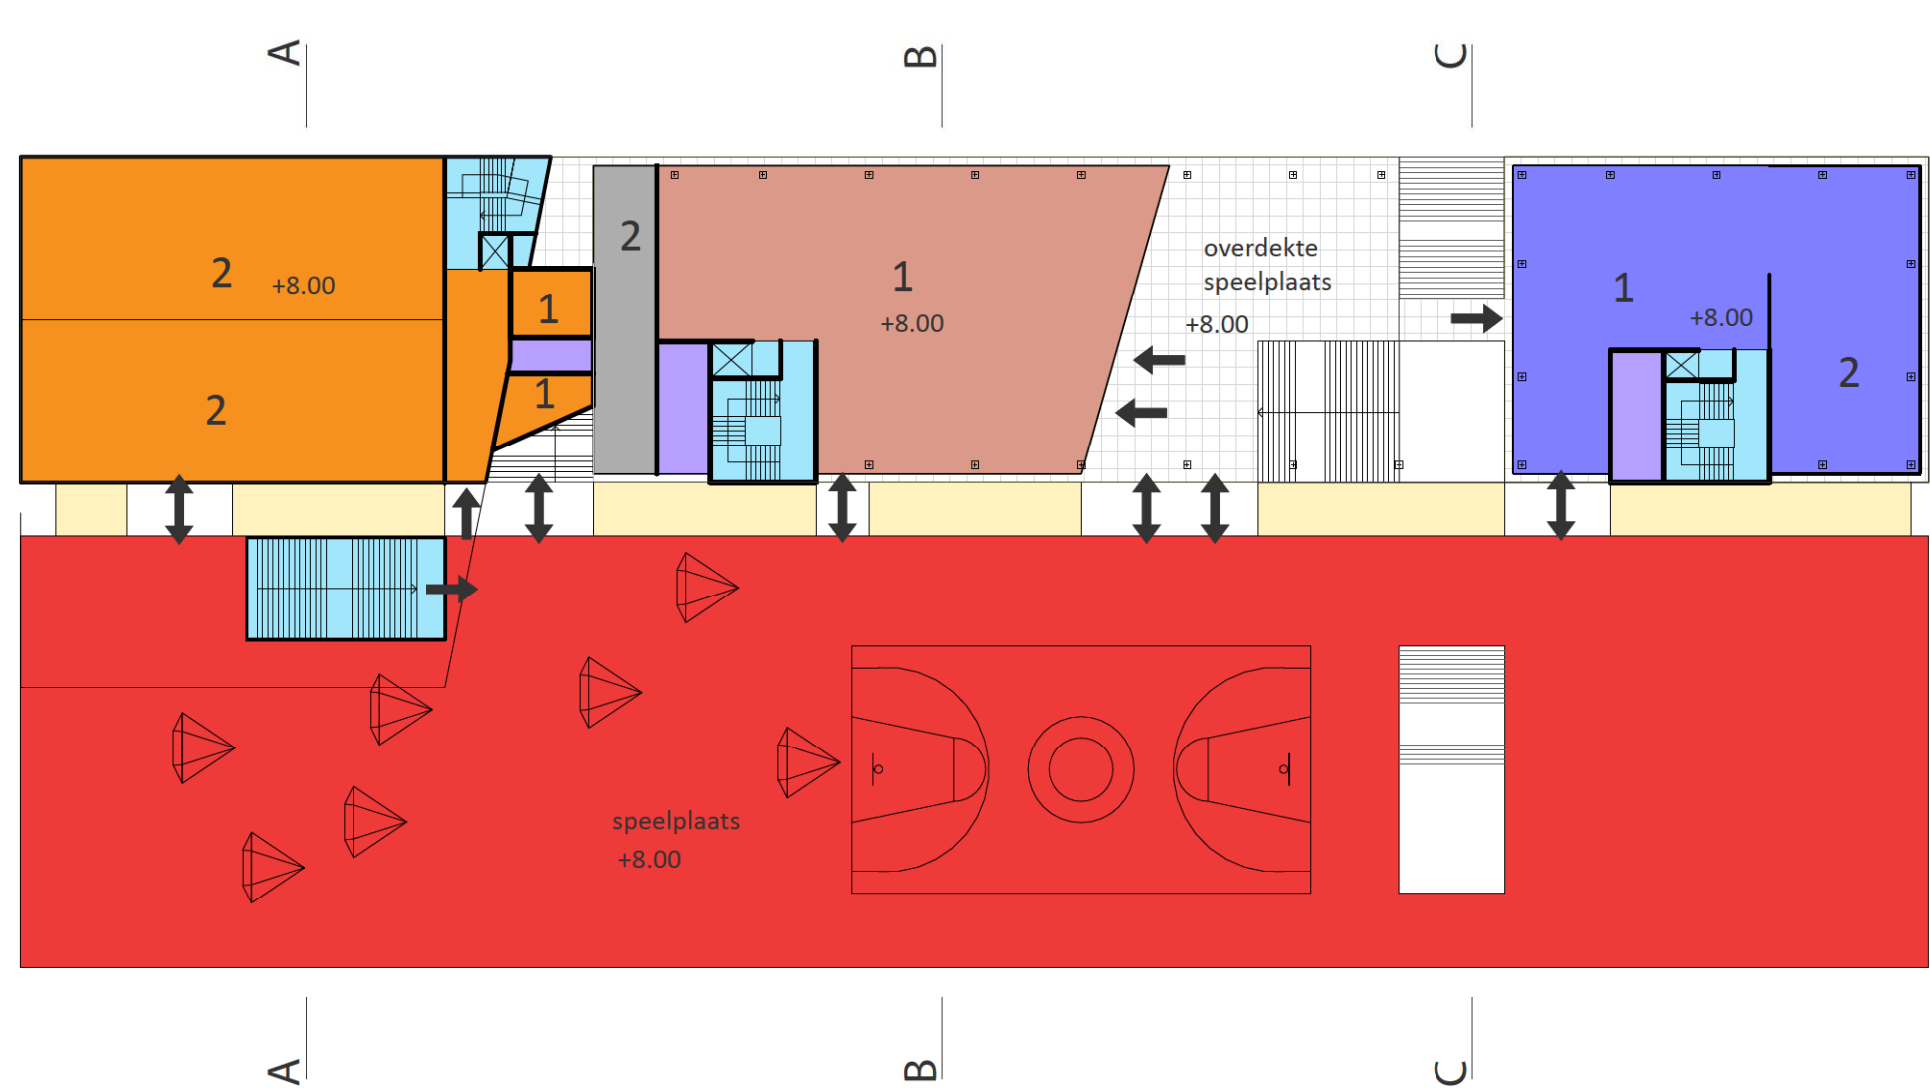 A
B
C
2
+8.00
2
1
1
2
1
+8.00
overdekte
speelplaats
+8.00
1
+8.00
2
speelplaats
+8.00
A
B
C